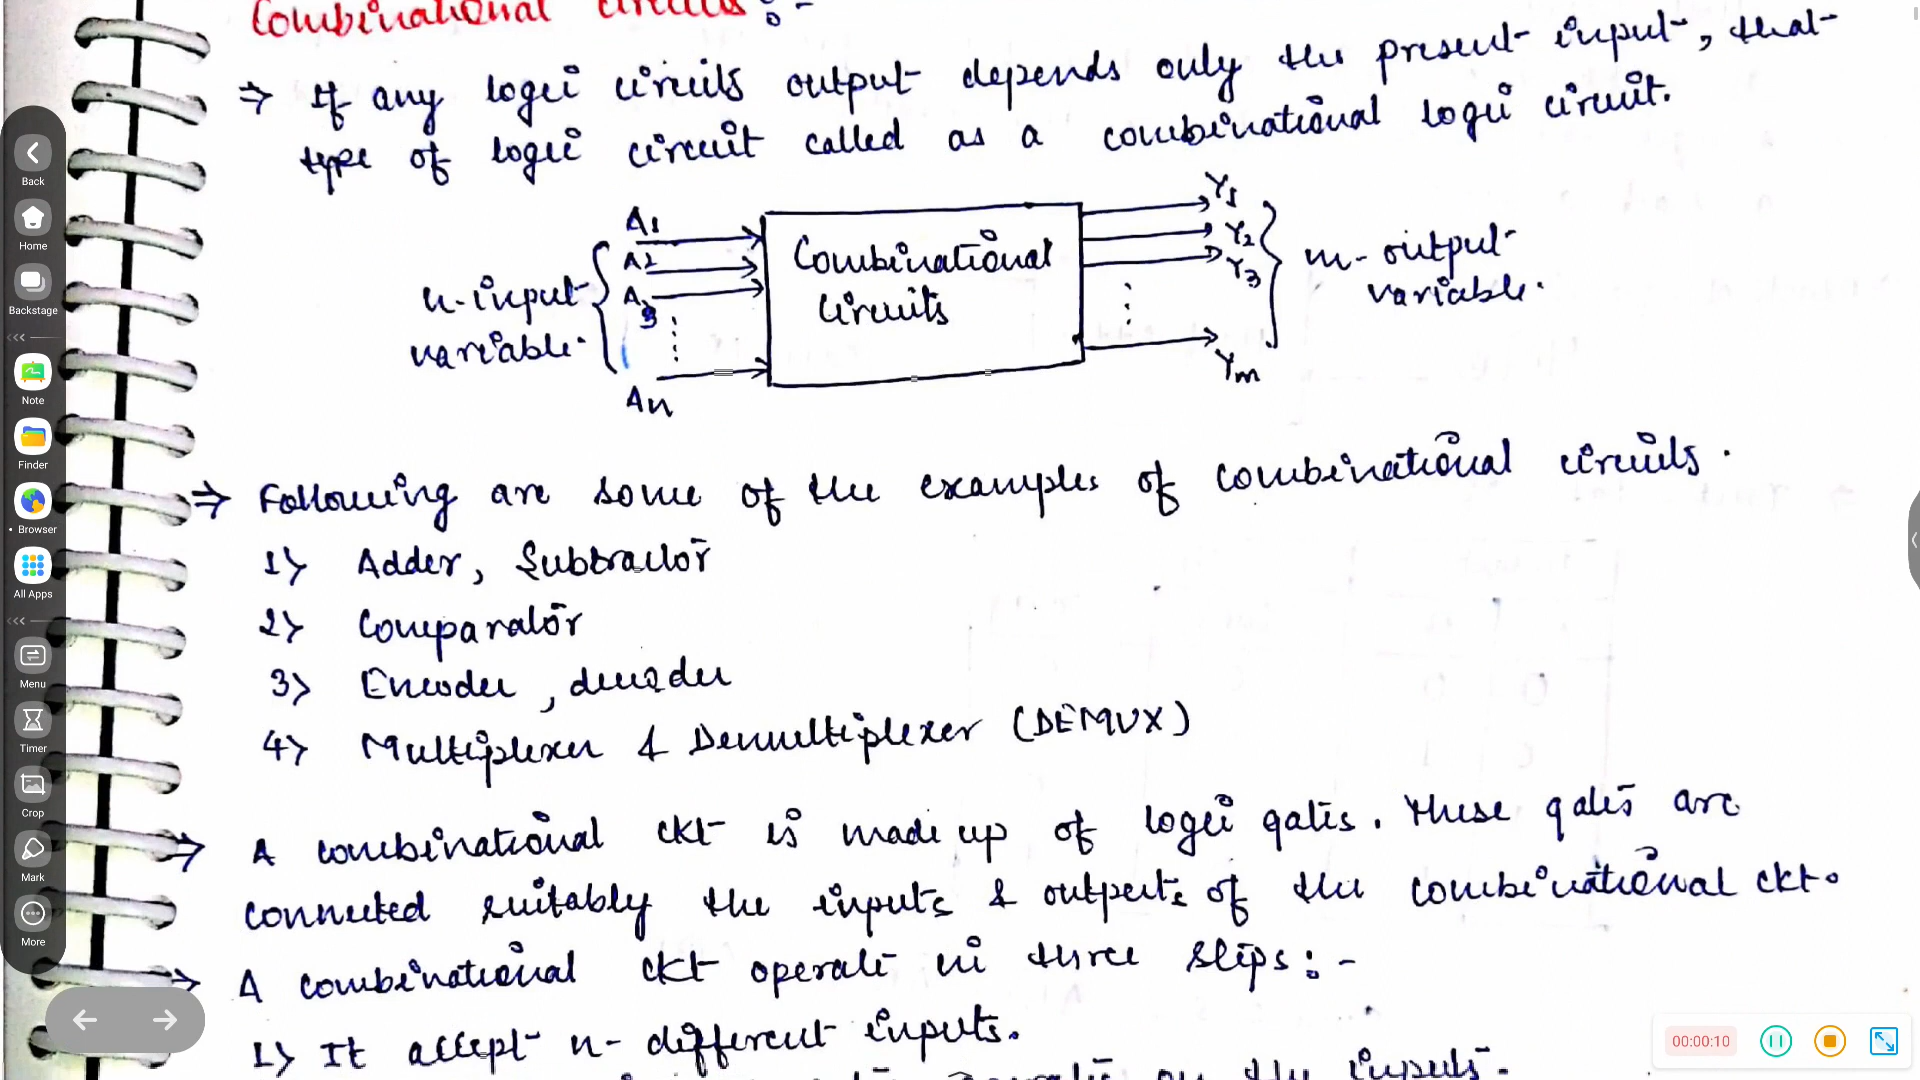 Combinational circuits:-
⇒ If any logic circuits output depends only the present input, that
type of logic circuit called as a combinational logic circuit.
A1
A2
A3
An
n-input
variable.
Combinational
circuits
Y1
Y2
Y3
Ym
m-output
variable.
⇒ Following are some of the examples of combinational circuits.
1) Adder, Subtractor
2) Comparator
3) Encoder, decoder
4) Multiplexer & Demultiplexer (DEMUX)
⇒ A combinational ckt is made up of logic gates. These gates are
connected suitably the inputs & outputs of the combinational ckt.
⇒ A combinational ckt operate in three steps:-
1) It accept n-different inputs.
on the inputs.
Back
Home
Backstage
Note
Finder
Browser
All Apps
Menu
Timer
Crop
Mark
More
00:00:10